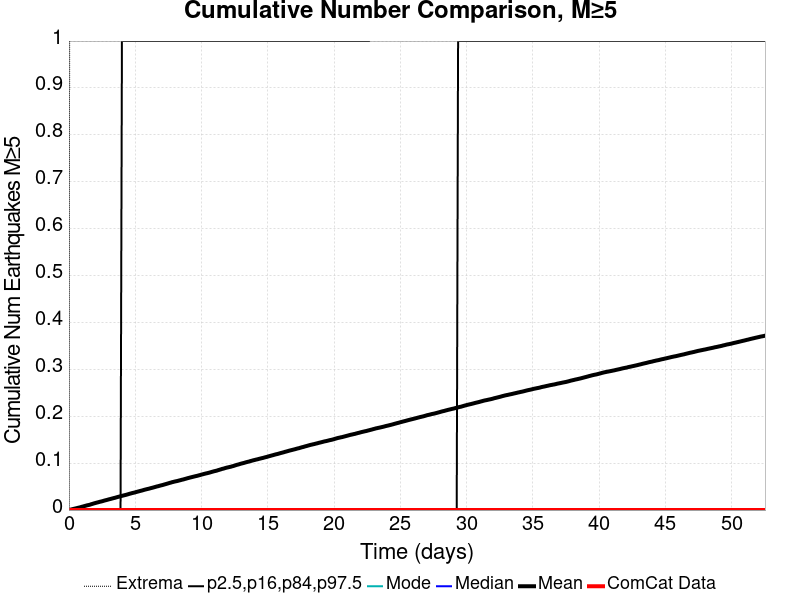 Cumulative Number Comparison, M≥5
Cumulative Num Earthquakes M≥5
1
0.9
0.8
0.7
0.6
0.5
0.4
0.3
0.2
0.1
0
0 5 10 15 20 25 30 35 40 45 50
Time (days)
Extrema p2.5,p16,p84,p97.5 Mode Median Mean ComCat Data